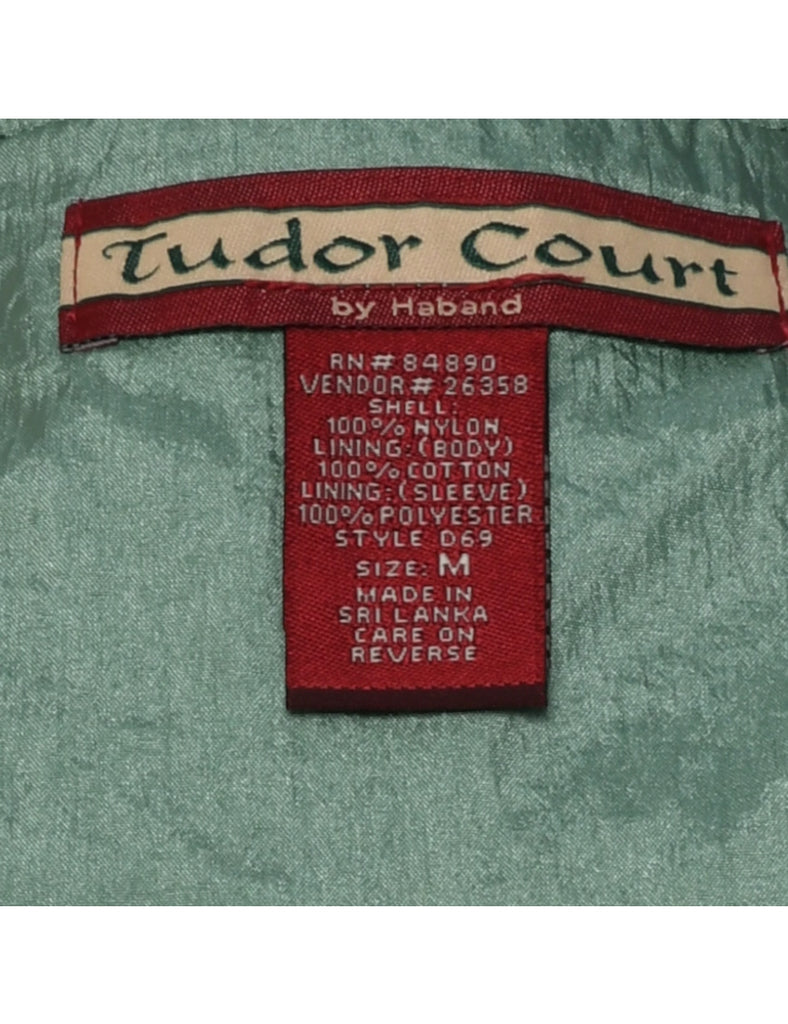 Tudor Court
by Haband
RN# 84890
VENDOR# 26358
SHELL:
100% NYLON
LINING:(BODY)
100% COTTON
LINING:(SLEEVE)
100% POLYESTER
STYLE D69
SIZE: M
MADE IN
SRI LANKA
CARE ON
REVERSE